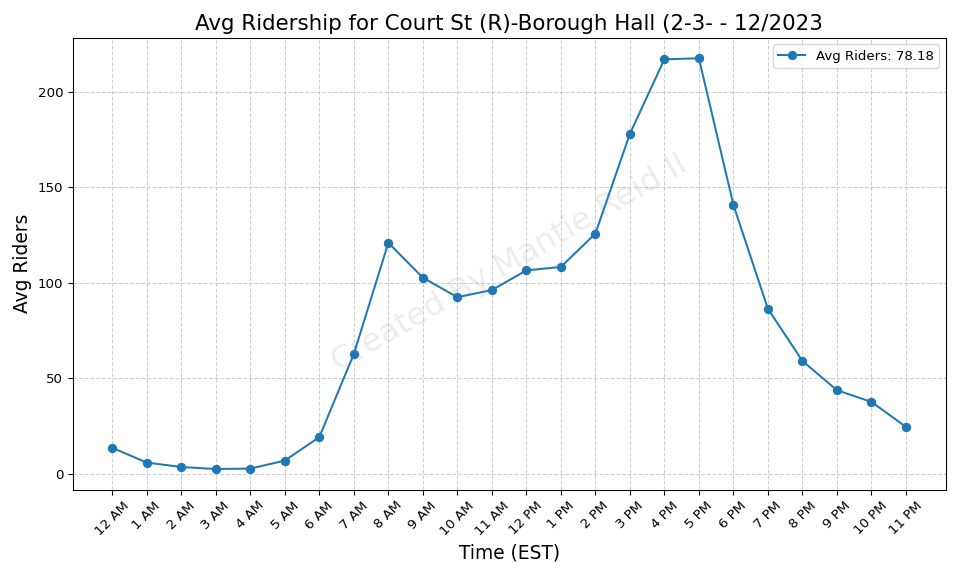 Avg Ridership for Court St (R)-Borough Hall (2-3- - 12/2023
Avg Riders: 78.18
Avg Riders
200
150
100
50
0
Created By Mantle Reid II
12 AM
1 AM
2 AM
3 AM
4 AM
5 AM
6 AM
7 AM
8 AM
9 AM
10 AM
11 AM
12 PM
1 PM
2 PM
3 PM
4 PM
5 PM
6 PM
7 PM
8 PM
9 PM
10 PM
11 PM
Time (EST)